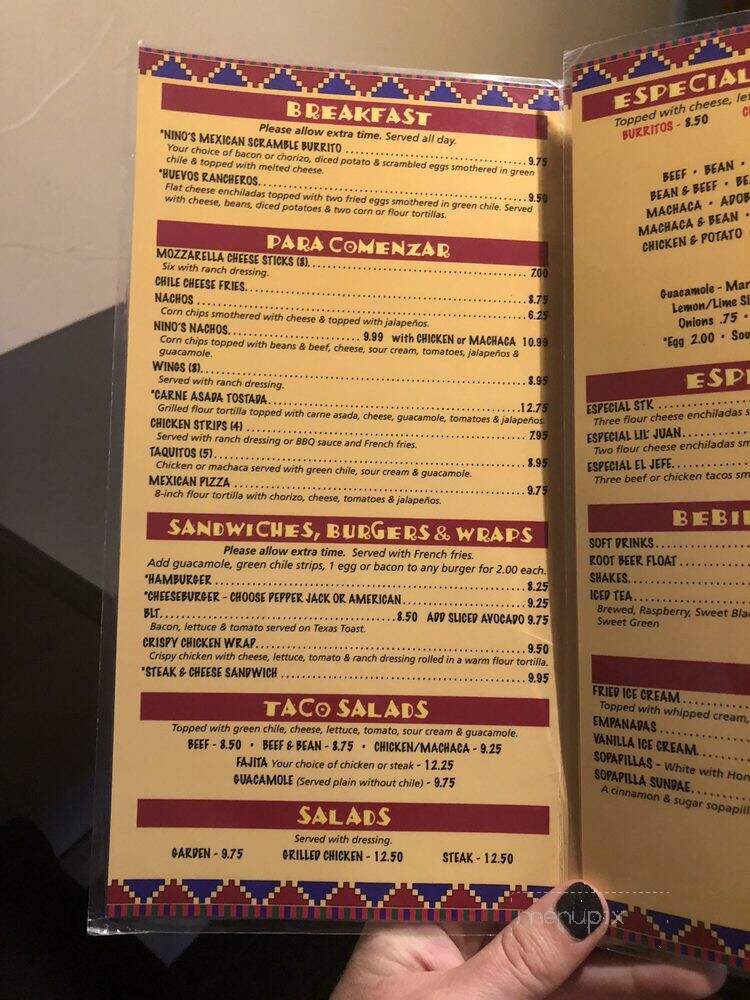 BREAKFAST
Please allow extra time. Served all day.
*NINO'S MEXICAN SCRAMBLE BURRITO 9.75
Your choice of bacon or chorizo, diced potato & scrambled eggs smothered in green
chile & topped with melted cheese.
*HUEVOS RANCHEROS 9.50
Flat cheese enchiladas topped with two fried eggs smothered in green chile. Served
with cheese, beans, diced potatoes & two corn or flour tortillas.
PARA COMENZAR
MOZZARELLA CHEESE STICKS (8) 7.00
Six with ranch dressing.
CHILE CHEESE FRIES 8.75
NACHOS 6.25
Corn chips smothered with cheese & topped with jalapeños.
NINO'S NACHOS 9.99 with CHICKEN or MACHACA 10.99
Corn chips topped with beans & beef, cheese, sour cream, tomatoes, jalapeños &
guacamole.
WINGS (8) 8.95
Served with ranch dressing.
*CARNE ASADA TOSTADA 12.75
Grilled flour tortilla topped with carne asada, cheese, guacamole, tomatoes & jalapeños.
CHICKEN STRIPS (4) 7.95
Served with ranch dressing or BBQ sauce and French fries.
TAQUITOS (5) 8.95
Chicken or machaca served with green chile, sour cream & guacamole.
MEXICAN PIZZA 9.75
8-inch flour tortilla with chorizo, cheese, tomatoes & jalapeños.
SANDWICHES, BURGERS & WRAPS
Please allow extra time. Served with French fries.
Add guacamole, green chile strips, 1 egg or bacon to any burger for 2.00 each.
*HAMBURGER 8.25
*CHEESEBURGER - CHOOSE PEPPER JACK OR AMERICAN 9.25
BLT 8.50 ADD SLICED AVOCADO 9.75
Bacon, lettuce & tomato served on Texas Toast.
CRISPY CHICKEN WRAP 9.50
Crispy chicken with cheese, lettuce, tomato & ranch dressing rolled in a warm flour tortilla.
*STEAK & CHEESE SANDWICH 9.95
TACO SALADS
Topped with green chile, cheese, lettuce, tomato, sour cream & guacamole.
BEEF - 8.50 • BEEF & BEAN - 8.75 • CHICKEN/MACHACA - 9.25
FAJITA Your choice of chicken or steak - 12.25
GUACAMOLE (Served plain without chile) - 9.75
SALADS
Served with dressing.
GARDEN - 9.75 GRILLED CHICKEN - 12.50 STEAK - 12.50
ESPECIAL
Topped with cheese, let
BURRITOS - 8.50
BEEF • BEAN •
BEAN & BEEF • BE
MACHACA • ADOB
MACHACA & BEAN •
CHICKEN & POTATO
Guacamole - Mar
Lemon/Lime Sl
Onions .75 •
*Egg 2.00 • Sou
ESP
ESPECIAL STK
Three flour cheese enchiladas s
ESPECIAL LIL' JUAN
Two flour cheese enchiladas sm
ESPECIAL EL JEFE
Three beef or chicken tacos sm
BEBI
SOFT DRINKS
ROOT BEER FLOAT
SHAKES
ICED TEA
Brewed, Raspberry, Sweet Blac
Sweet Green
FRIED ICE CREAM
Topped with whipped cream,
EMPANADAS
VANILLA ICE CREAM
SOPAPILLAS - White with Hon
SOPAPILLA SUNDAE
A cinnamon & sugar sopapill
menupix